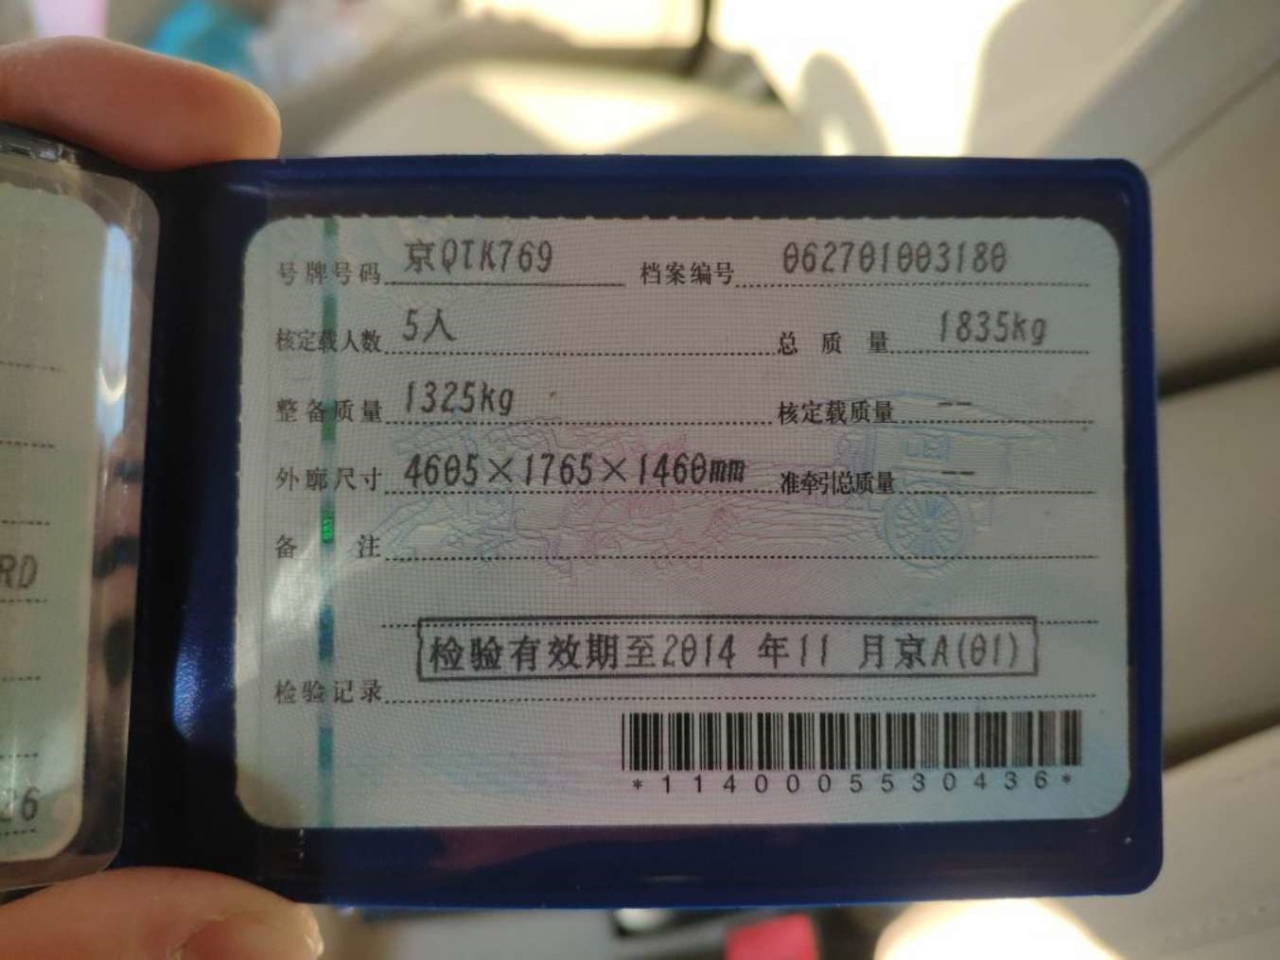 号牌号码 京QTK769 档案编号 062701003180
核定载人数 5人 总质量 1835kg
整备质量 1325kg 核定载质量 --
外廓尺寸 4605×1765×1460mm 准牵引总质量 --
备注
检验有效期至2014 年11 月京A(01)
检验记录
*1140005530436*
RD